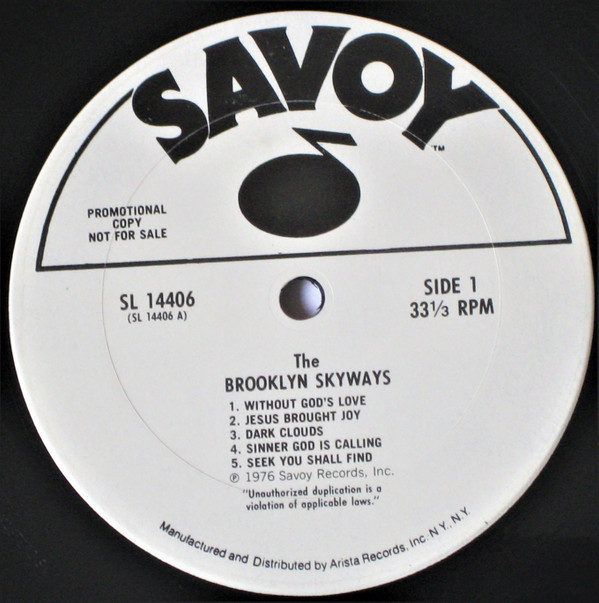 SAVOY™
PROMOTIONAL
COPY
NOT FOR SALE
SL 14406
(SL 14406 A)
SIDE 1
33⅓ RPM
The
BROOKLYN SKYWAYS
1. WITHOUT GOD'S LOVE
2. JESUS BROUGHT JOY
3. DARK CLOUDS
4. SINNER GOD IS CALLING
5. SEEK YOU SHALL FIND
℗ 1976 Savoy Records, Inc.
"Unauthorized duplication is a
violation of applicable laws."
Manufactured and Distributed by Arista Records, Inc. N.Y., N.Y.